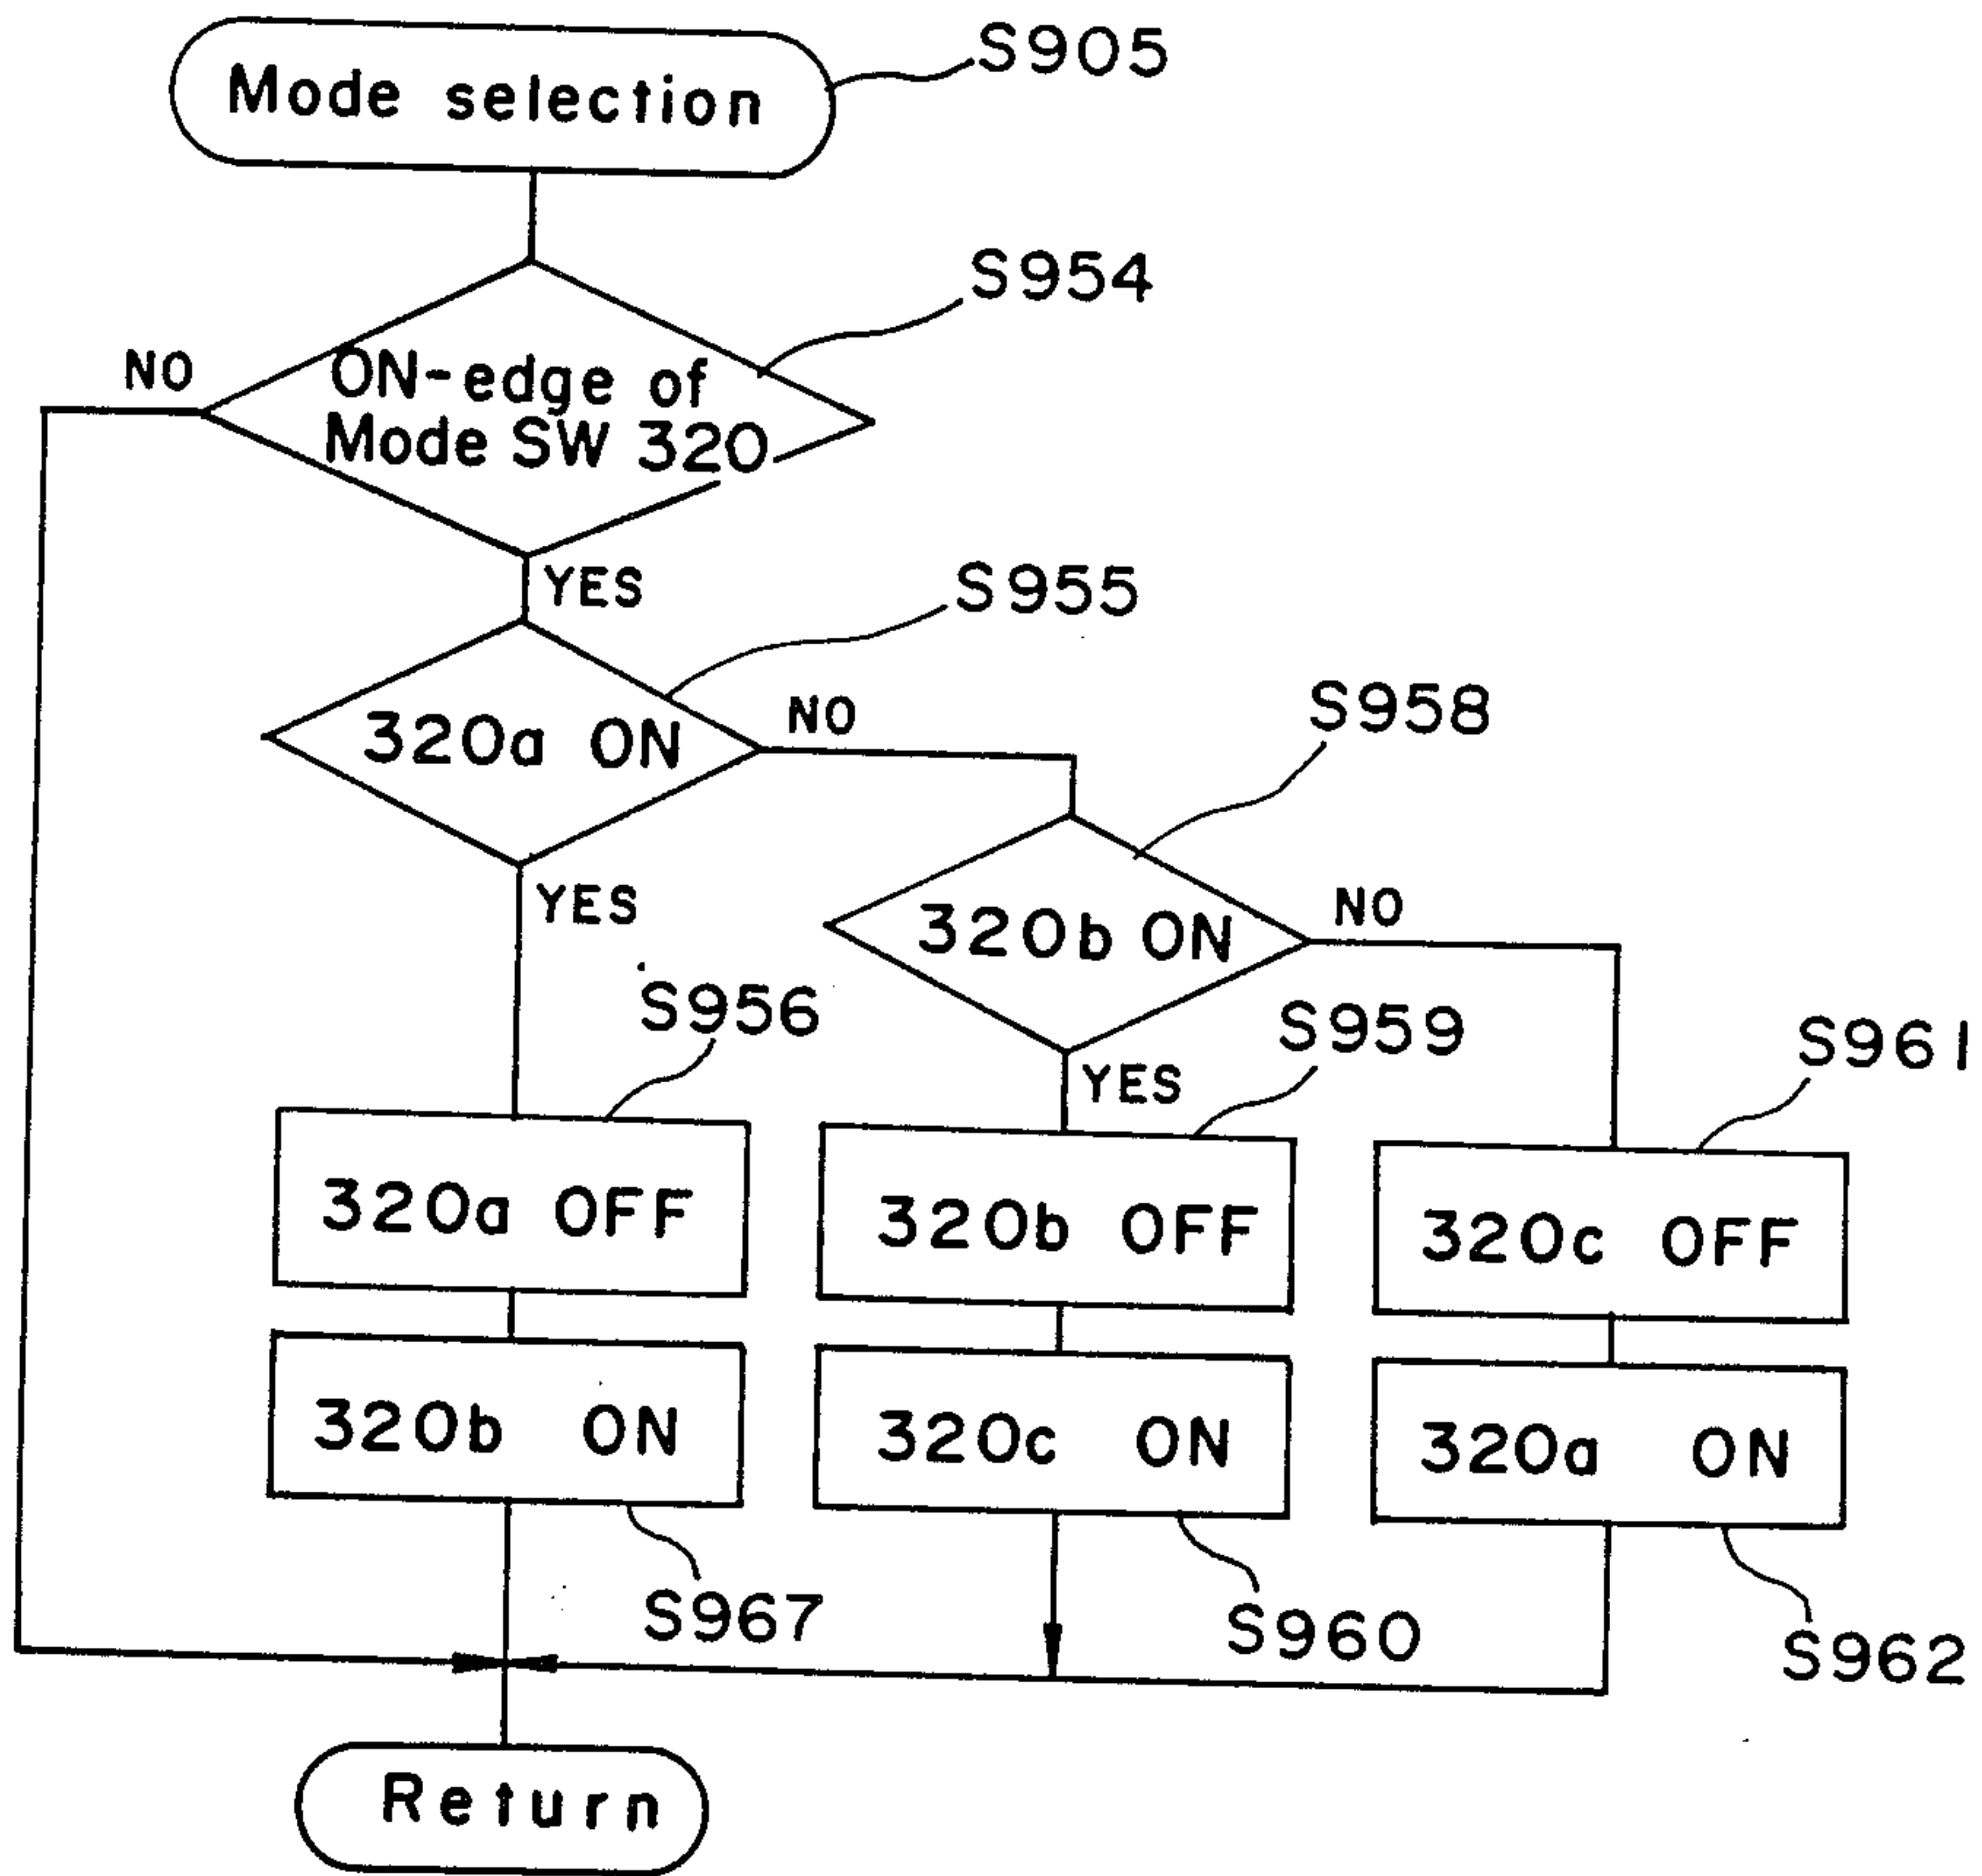 Mode selection
S905
S954
NO
ON-edge of
Mode SW 320
YES
S955
320a ON
NO
S958
YES
320b ON
NO
S956
S959
S961
YES
320a OFF
320b OFF
320c OFF
320b ON
320c ON
320a ON
S967
S960
S962
Return